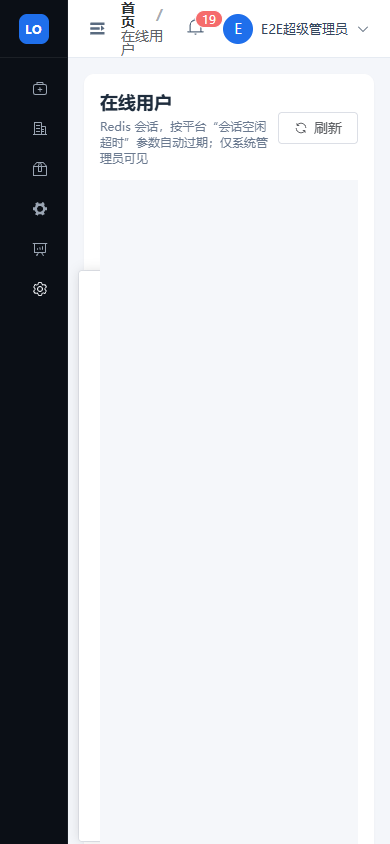 LO
首页
/
在线用户
19
E
E2E超级管理员
在线用户
Redis 会话，按平台“会话空闲
超时”参数自动过期；仅系统管
理员可见
刷新